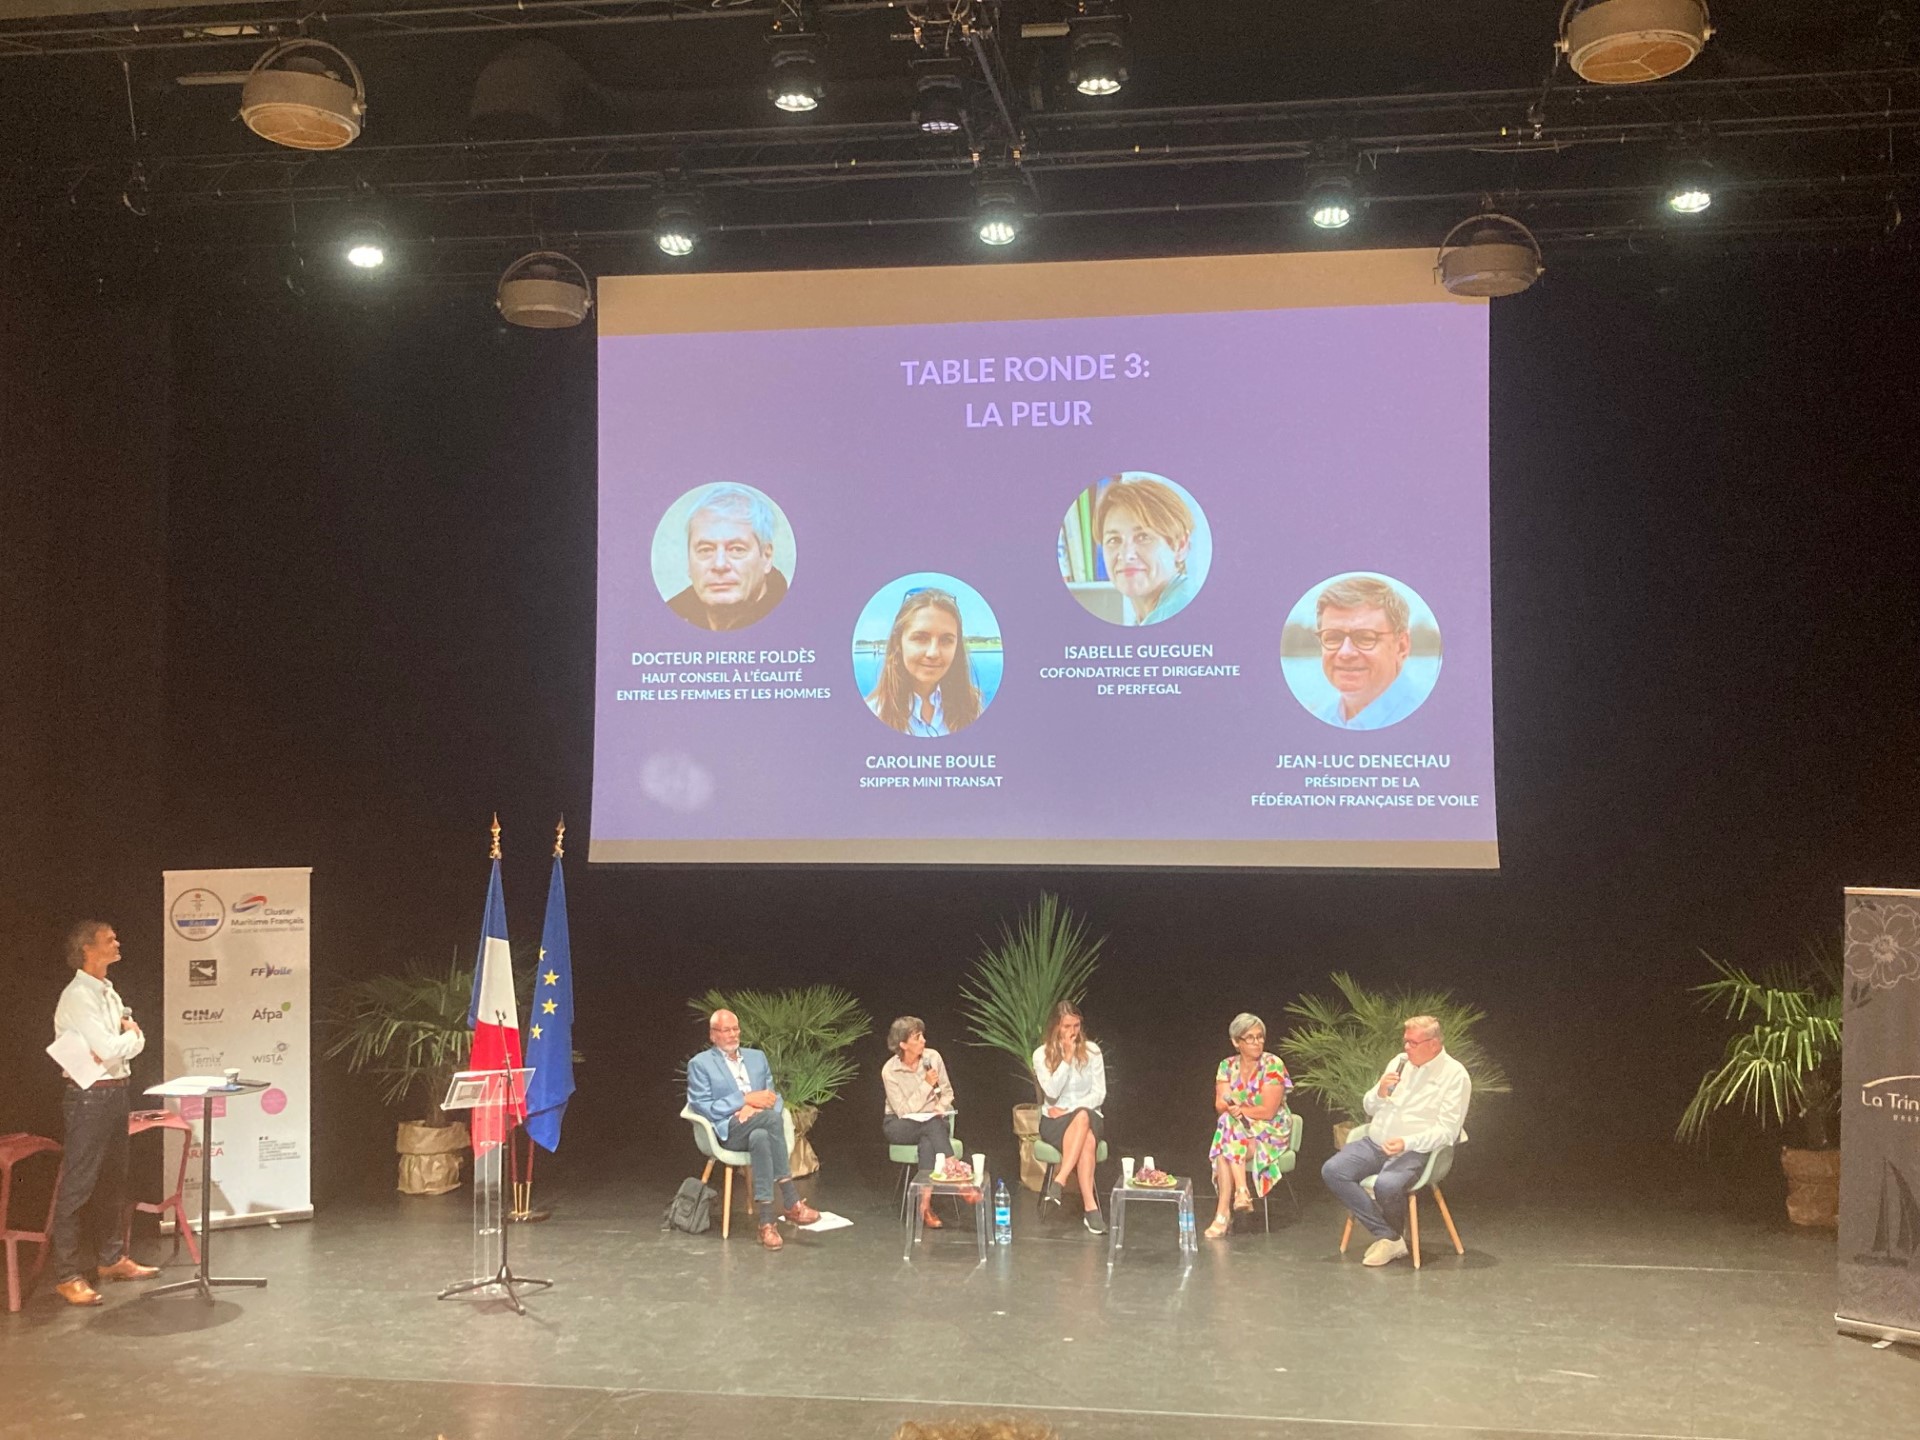 TABLE RONDE 3:
LA PEUR
DOCTEUR PIERRE FOLDÈS
HAUT CONSEIL À L'ÉGALITÉ
ENTRE LES FEMMES ET LES HOMMES
CAROLINE BOULE
SKIPPER MINI TRANSAT
ISABELLE GUEGUEN
COFONDATRICE ET DIRIGEANTE
DE PERFEGAL
JEAN-LUC DENECHAU
PRÉSIDENT DE LA
FÉDÉRATION FRANÇAISE DE VOILE
Cluster
Maritime Français
FFVoile
CINAV
Afpa
Femix
WISTA
La Trin